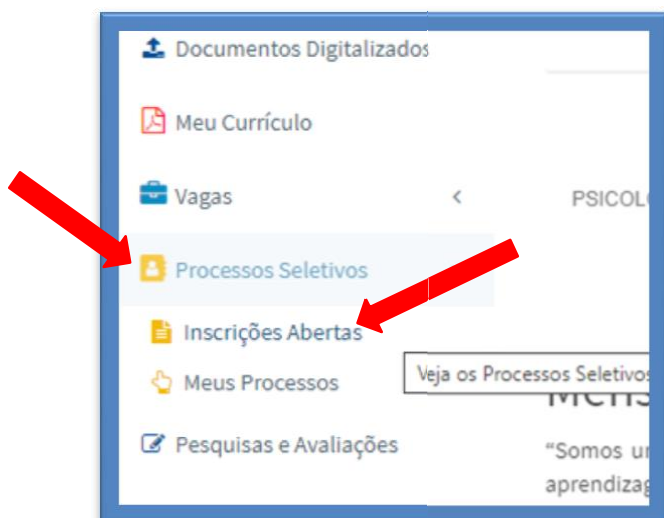 Documentos Digitalizados
Meu Currículo
Vagas
PSICOL
Processos Seletivos
Inscrições Abertas
Veja os Processos Seletivos
Meus Processos
Pesquisas e Avaliações
“Somos
aprendizag